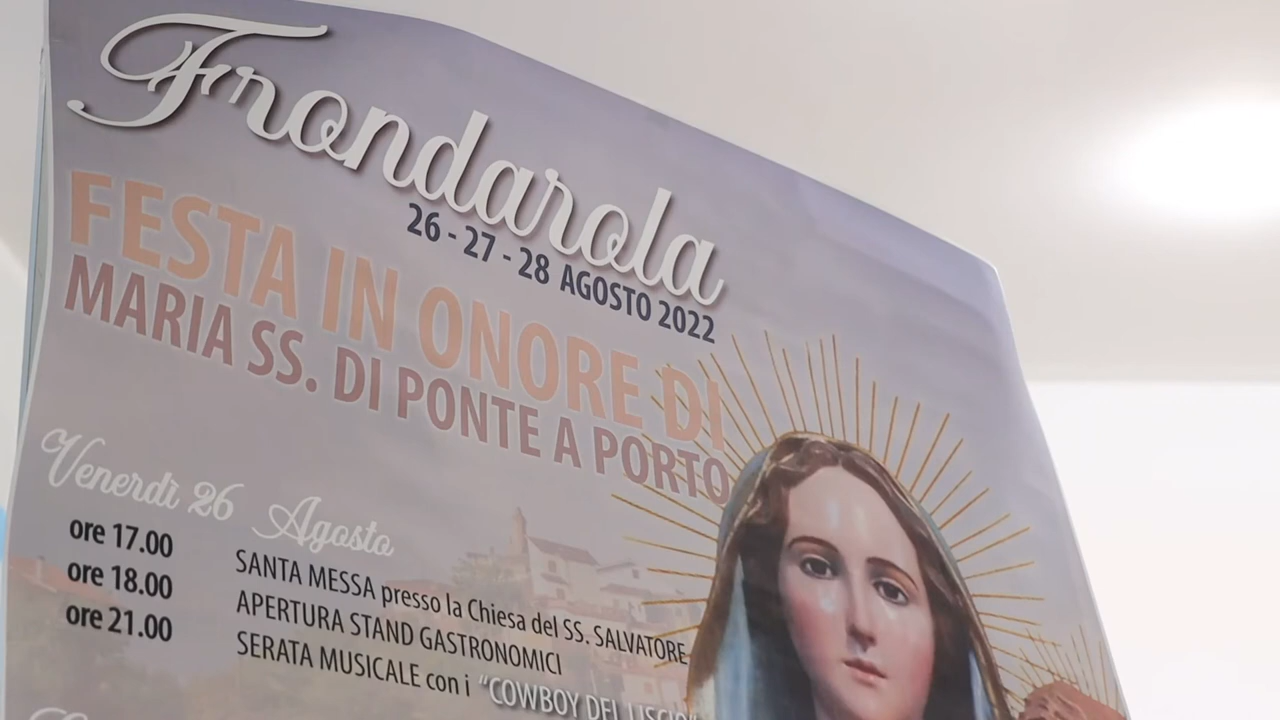 Frondarola
26 - 27 - 28 AGOSTO 2022
FESTA IN ONORE DI
MARIA SS. DI PONTE A PORTO
Venerdì 26 Agosto
ore 17.00 SANTA MESSA presso la Chiesa del SS. SALVATORE
ore 18.00 APERTURA STAND GASTRONOMICI
ore 21.00 SERATA MUSICALE con i "COWBOY DEL LISCIO"